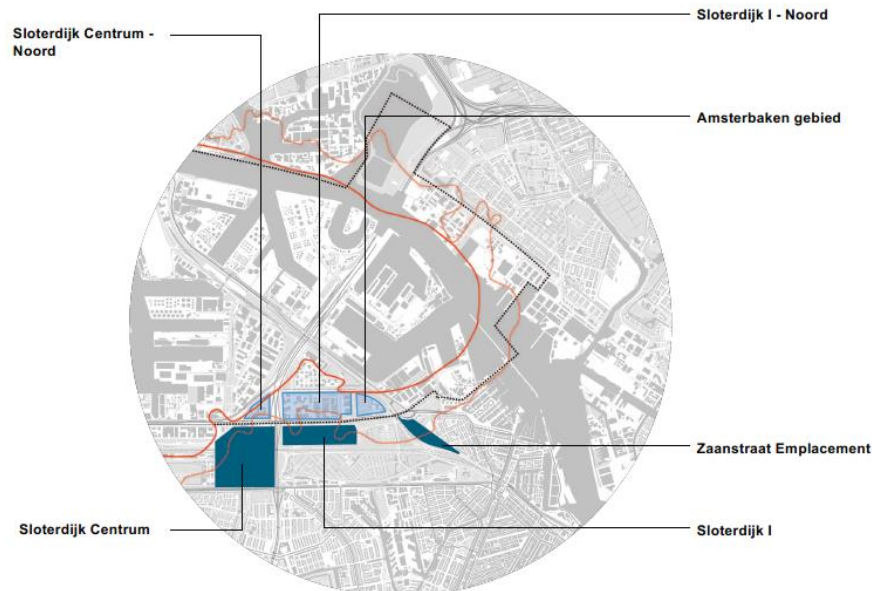 Sloterdijk I - Noord
Sloterdijk Centrum -
Noord
Amsterbaken gebied
Zaanstraat Emplacement
Sloterdijk Centrum
Sloterdijk I